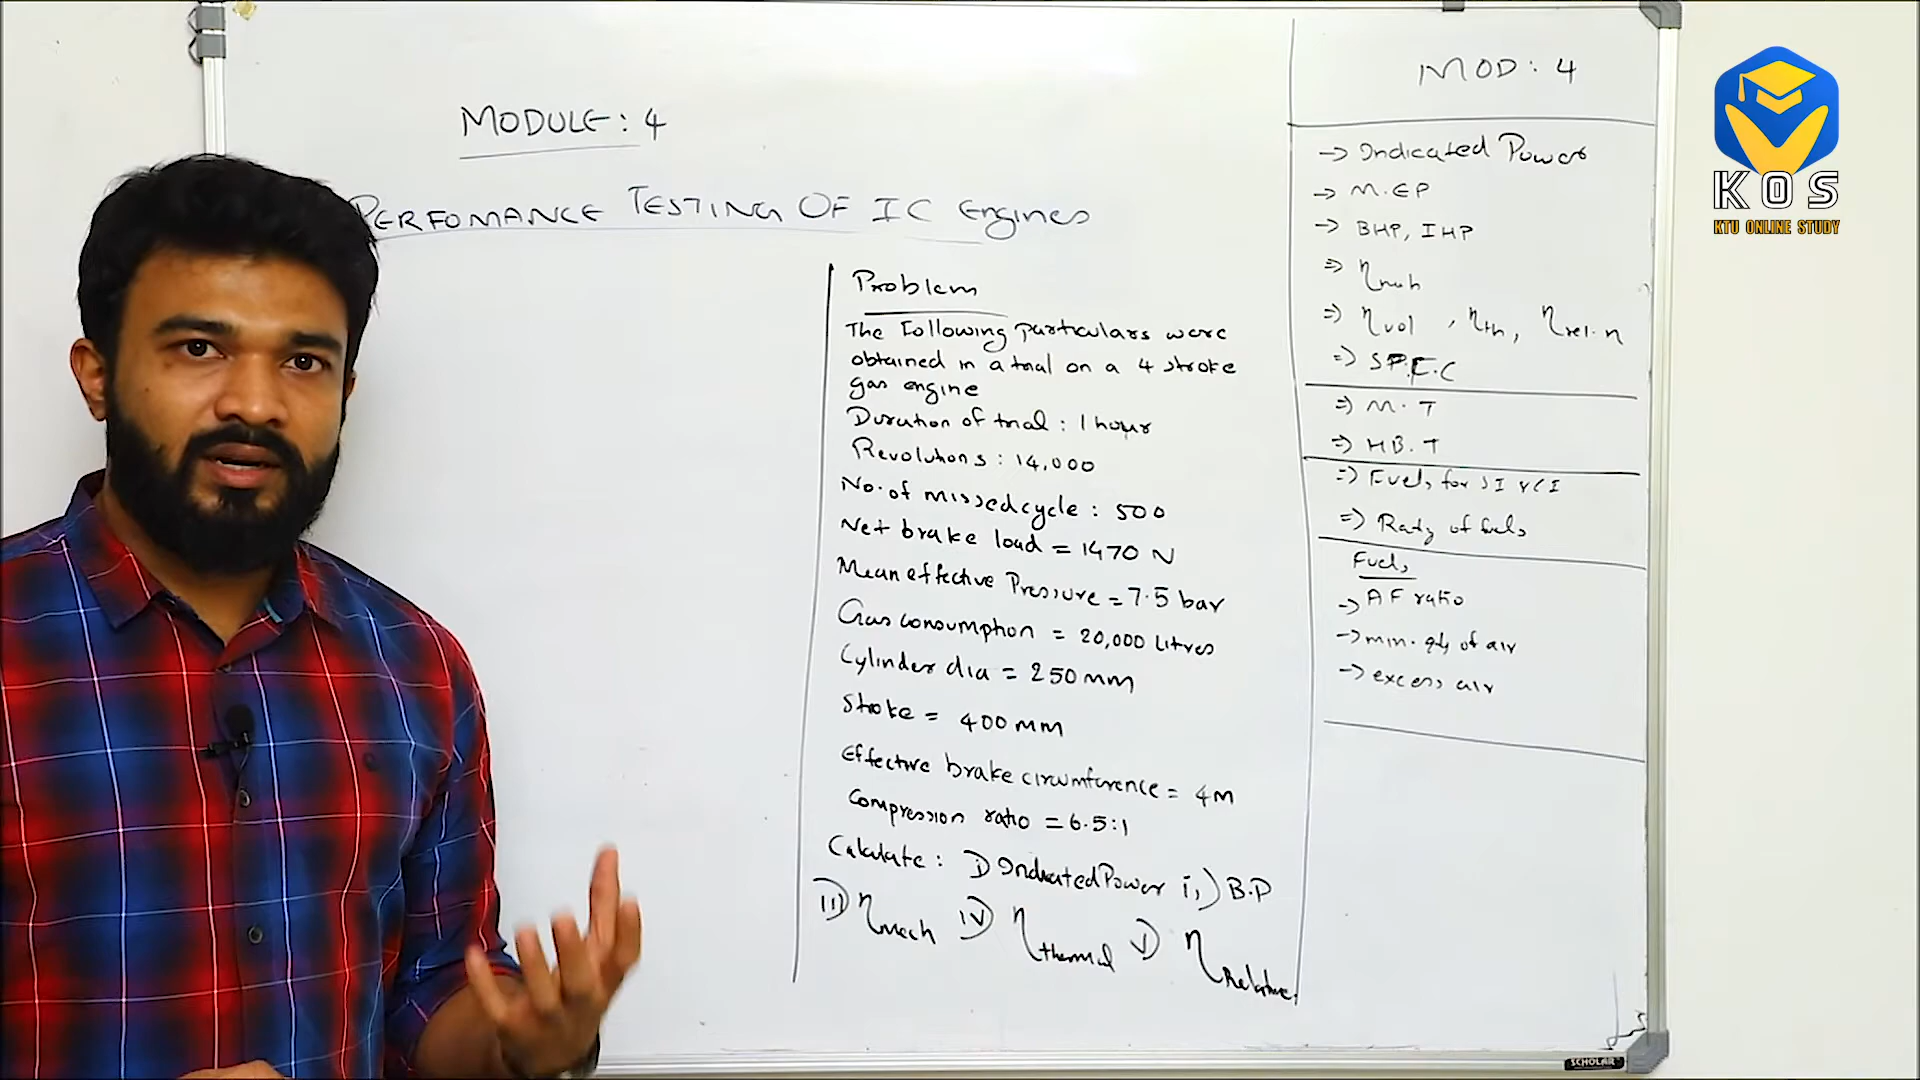 MODULE: 4
PERFOMANCE TESTING OF IC Engines
Problem
The Following particulars were
obtained in a trial on a 4 stroke
gas engine
Duration of trial : 1 hour
Revolutions : 14,000
No. of missed cycle : 500
Net brake load = 1470 N
Mean effective Pressure = 7.5 bar
Gas consumption = 20,000 litres
Cylinder dia = 250 mm
Stroke = 400 mm
Effective brake circumference = 4M
Compression ratio = 6.5:1
Calculate : I) Indicated Power ii) B.P
III) η mech IV) η thermal V) η Relative.
MOD: 4
→ Indicated Power
→ M.EP
→ BHP, IHP
⇒ η mech
⇒ η vol, η th, η rel.n
⇒ SP.F.C
⇒ M.T
⇒ HB.T
⇒ Fuels for SI & CI
⇒ of fuels
Fuels
→ AF ratio
→ min. qty of air
→ excess air
KOS
KTU ONLINE STUDY
SCHOLAR